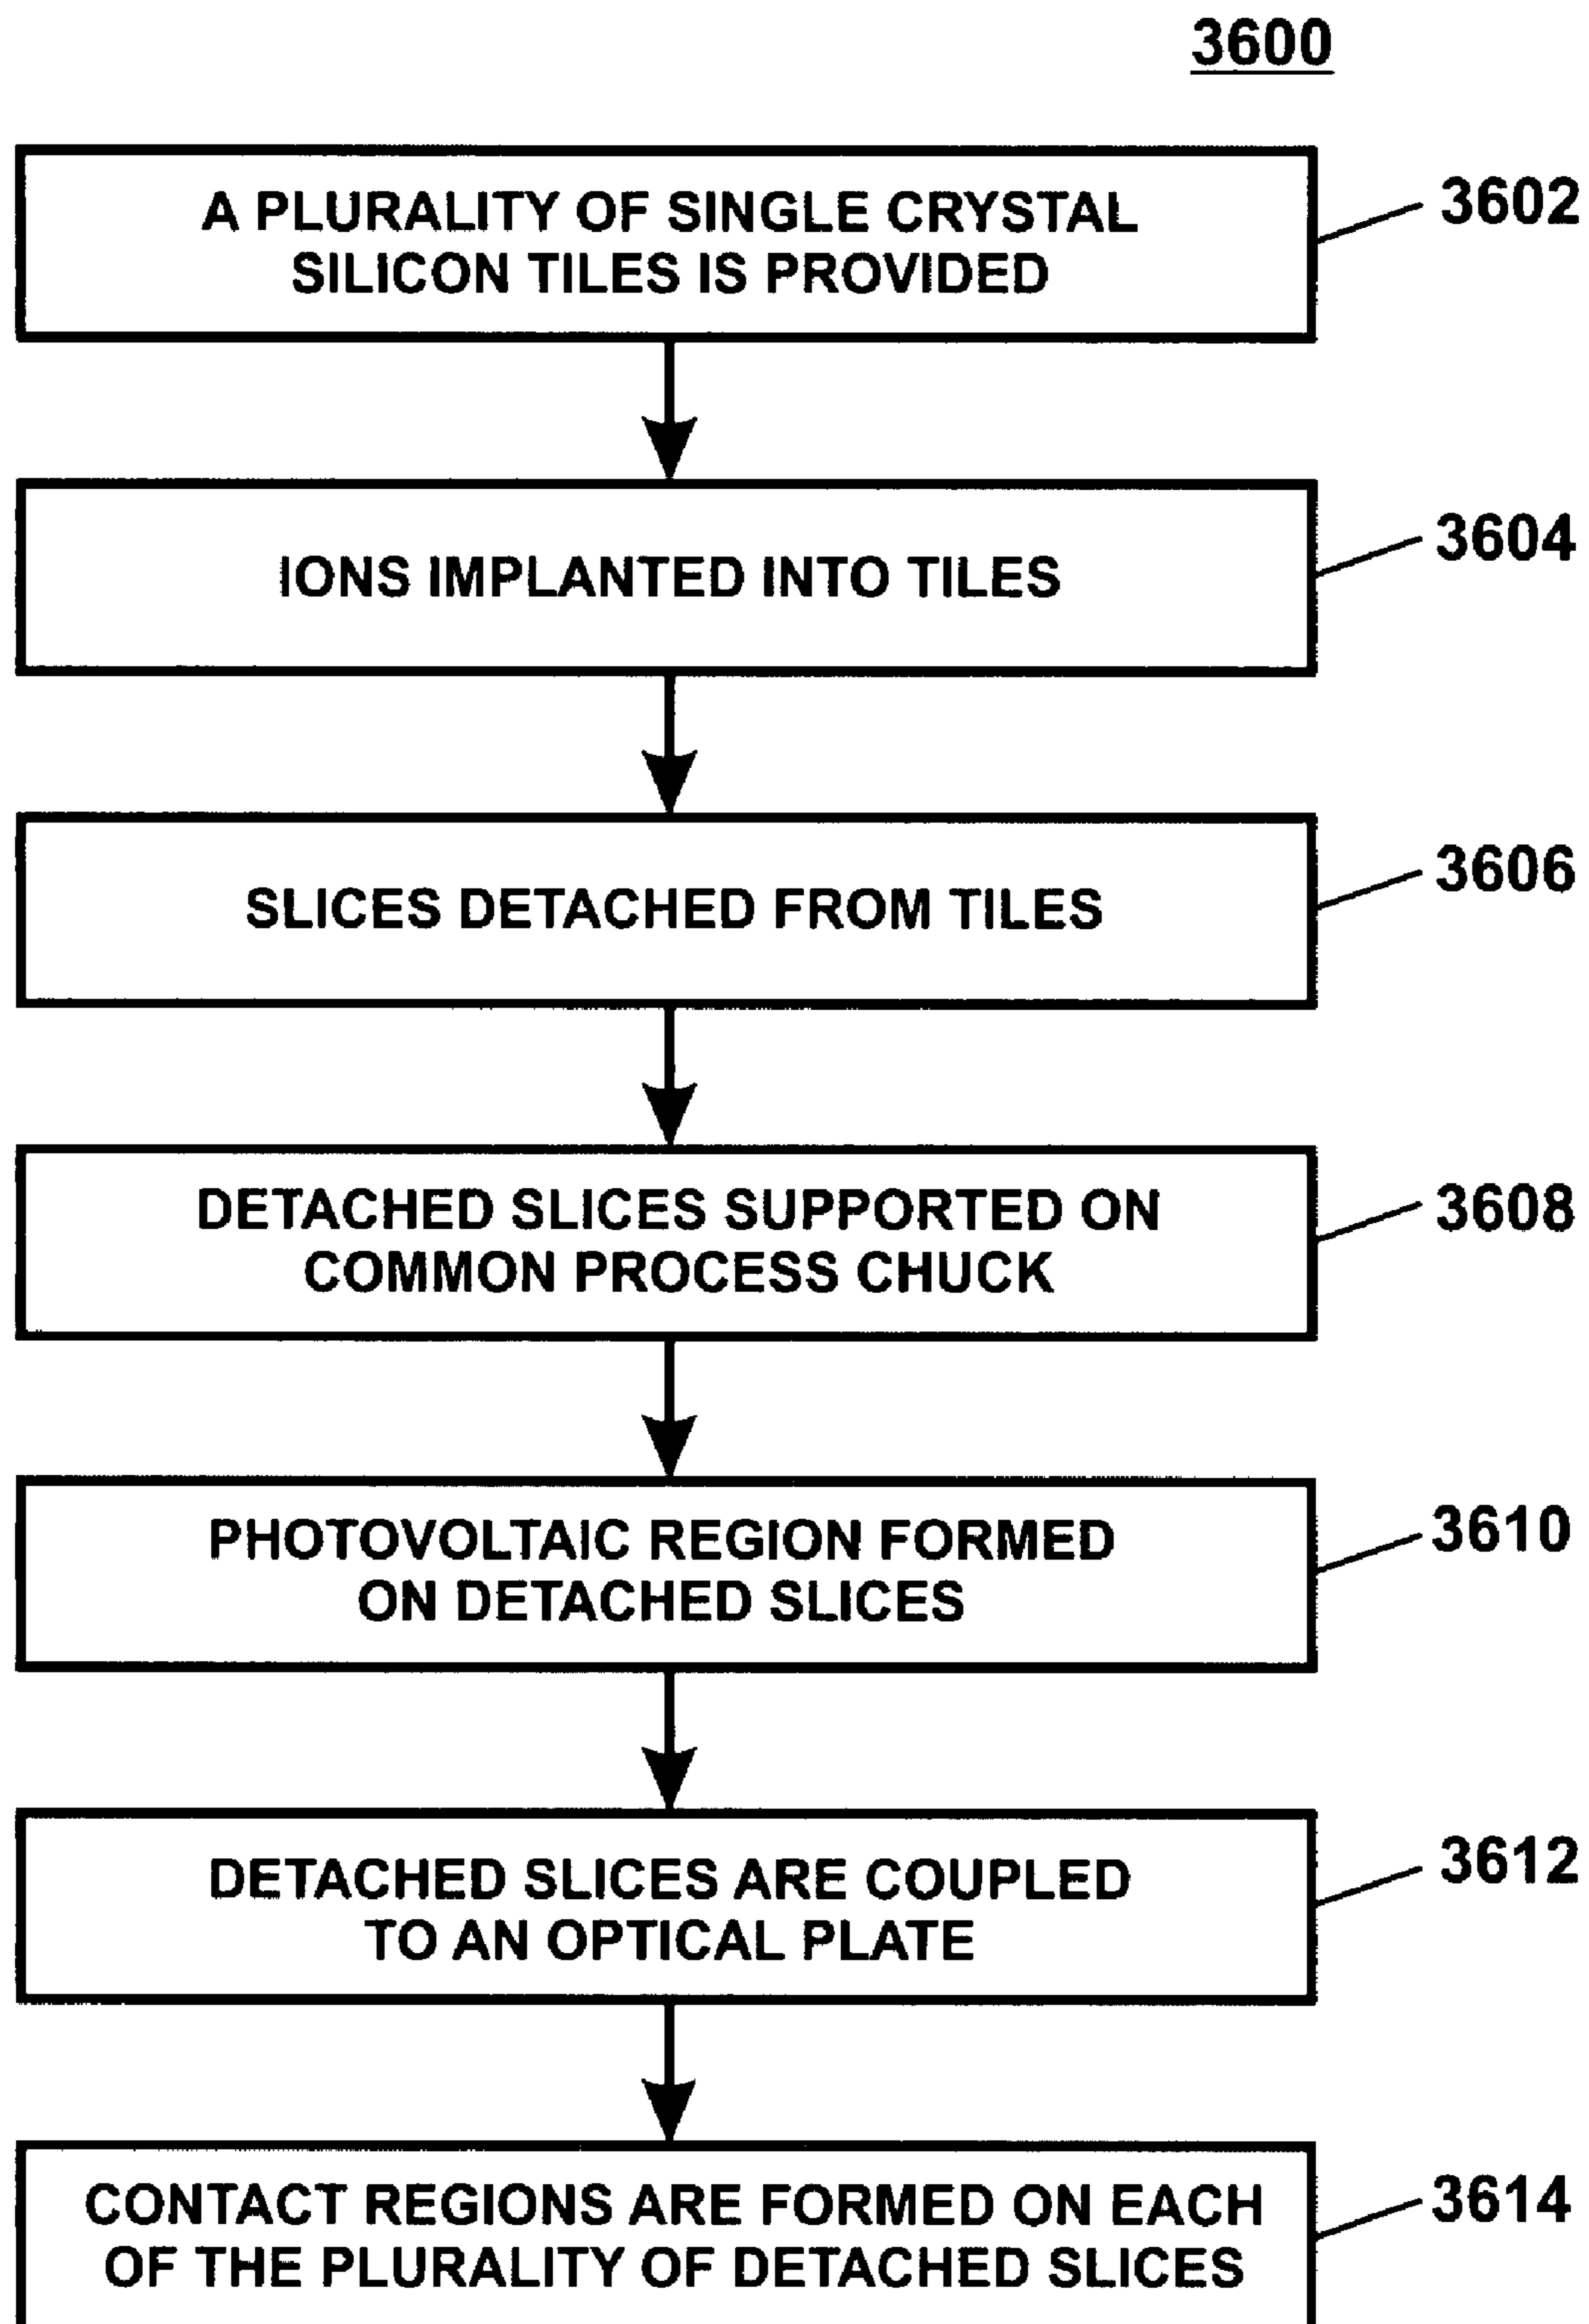 3600
A PLURALITY OF SINGLE CRYSTAL
SILICON TILES IS PROVIDED
3602
IONS IMPLANTED INTO TILES
3604
SLICES DETACHED FROM TILES
3606
DETACHED SLICES SUPPORTED ON
COMMON PROCESS CHUCK
3608
PHOTOVOLTAIC REGION FORMED
ON DETACHED SLICES
3610
DETACHED SLICES ARE COUPLED
TO AN OPTICAL PLATE
3612
CONTACT REGIONS ARE FORMED ON EACH
OF THE PLURALITY OF DETACHED SLICES
3614